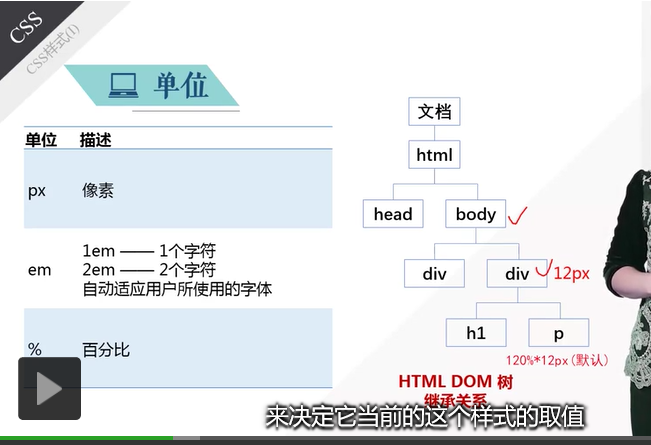 CSS
CSS样式(I)
单位
单位 描述
px 像素
em 1em —— 1个字符
2em —— 2个字符
自动适应用户所使用的字体
% 百分比
文档
html
head body
div div 12px
h1 p
120%*12px(默认)
HTML DOM 树
继承关系
来决定它当前的这个样式的取值